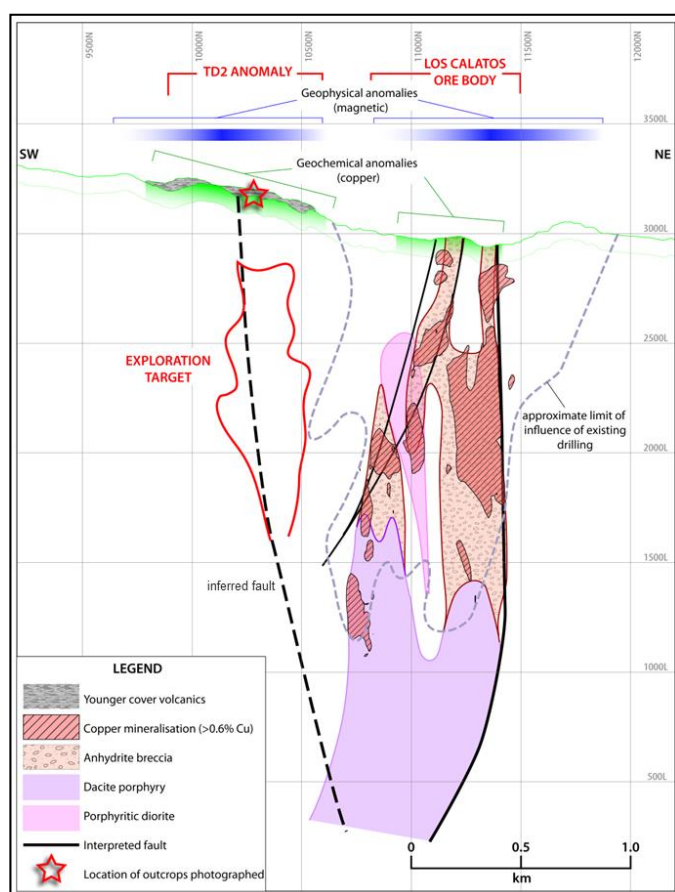 9500N
10000N
10500N
11000N
11500N
12000N
TD2 ANOMALY
LOS CALATOS
ORE BODY
Geophysical anomalies
(magnetic)
3500L
SW
NE
Geochemical anomalies
(copper)
3000L
2500L
EXPLORATION
TARGET
approximate limit of
influence of existing
drilling
2000L
inferred fault
1500L
1000L
500L
LEGEND
Younger cover volcanics
Copper mineralisation (>0.6% Cu)
Anhydrite breccia
Dacite porphyry
Porphyritic diorite
Interpreted fault
Location of outcrops photographed
0
0.5
1.0
km